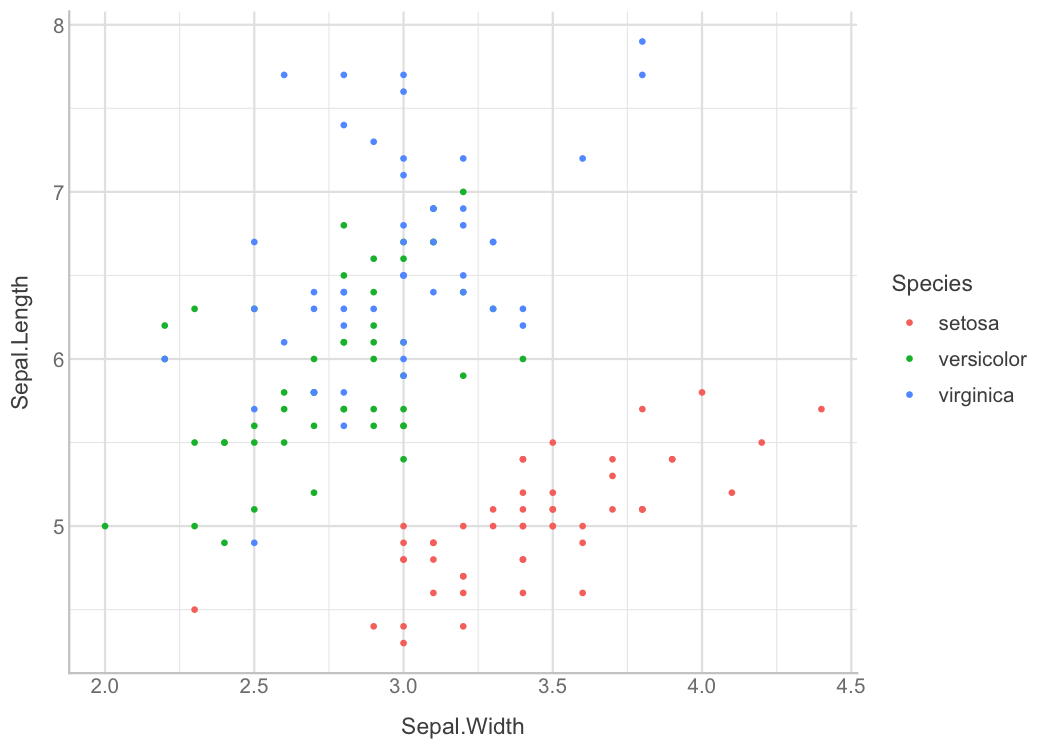 8
7
6
5
Sepal.Length
2.0 2.5 3.0 3.5 4.0 4.5
Sepal.Width
Species
setosa
versicolor
virginica